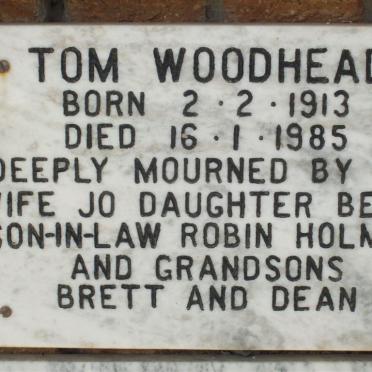 TOM WOODHEAD
BORN 2·2·1913
DIED 16·1·1985
DEEPLY MOURNED BY
WIFE JO DAUGHTER
SON-IN-LAW ROBIN
AND GRANDSONS
BRETT AND DEAN